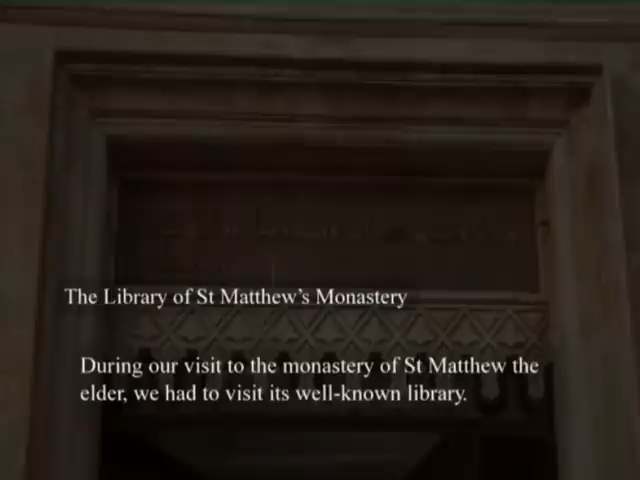 The Library of St Matthew’s Monastery
During our visit to the monastery of St Matthew the
elder, we had to visit its well-known library.